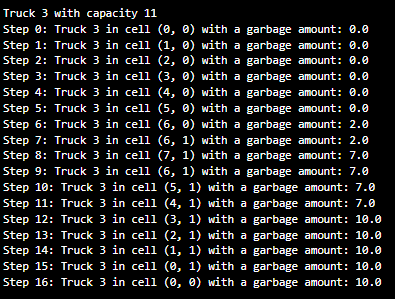 Truck 3 with capacity 11
Step 0: Truck 3 in cell (0, 0) with a garbage amount: 0.0
Step 1: Truck 3 in cell (1, 0) with a garbage amount: 0.0
Step 2: Truck 3 in cell (2, 0) with a garbage amount: 0.0
Step 3: Truck 3 in cell (3, 0) with a garbage amount: 0.0
Step 4: Truck 3 in cell (4, 0) with a garbage amount: 0.0
Step 5: Truck 3 in cell (5, 0) with a garbage amount: 0.0
Step 6: Truck 3 in cell (6, 0) with a garbage amount: 2.0
Step 7: Truck 3 in cell (6, 1) with a garbage amount: 2.0
Step 8: Truck 3 in cell (7, 1) with a garbage amount: 7.0
Step 9: Truck 3 in cell (6, 1) with a garbage amount: 7.0
Step 10: Truck 3 in cell (5, 1) with a garbage amount: 7.0
Step 11: Truck 3 in cell (4, 1) with a garbage amount: 7.0
Step 12: Truck 3 in cell (3, 1) with a garbage amount: 10.0
Step 13: Truck 3 in cell (2, 1) with a garbage amount: 10.0
Step 14: Truck 3 in cell (1, 1) with a garbage amount: 10.0
Step 15: Truck 3 in cell (0, 1) with a garbage amount: 10.0
Step 16: Truck 3 in cell (0, 0) with a garbage amount: 10.0